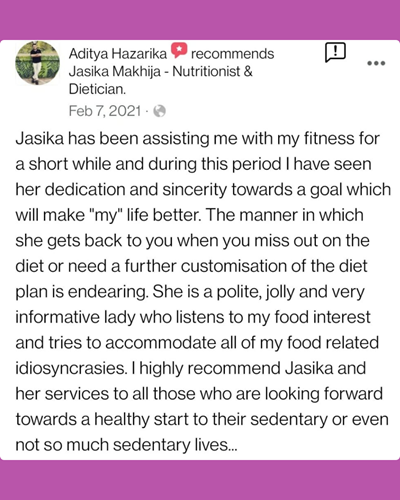 Aditya Hazarika recommends
Jasika Makhija - Nutritionist &
Dietician.
Feb 7, 2021 ·
Jasika has been assisting me with my fitness for
a short while and during this period I have seen
her dedication and sincerity towards a goal which
will make "my" life better. The manner in which
she gets back to you when you miss out on the
diet or need a further customisation of the diet
plan is endearing. She is a polite, jolly and very
informative lady who listens to my food interest
and tries to accommodate all of my food related
idiosyncrasies. I highly recommend Jasika and
her services to all those who are looking forward
towards a healthy start to their sedentary or even
not so much sedentary lives...